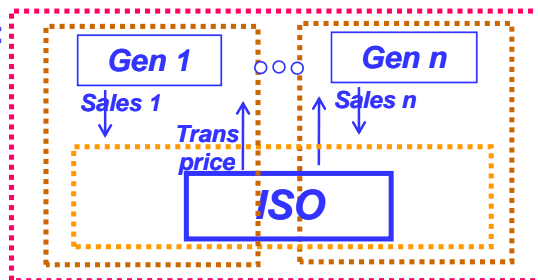 Gen 1
Gen n
Sales 1
Sales n
Trans
price
ISO